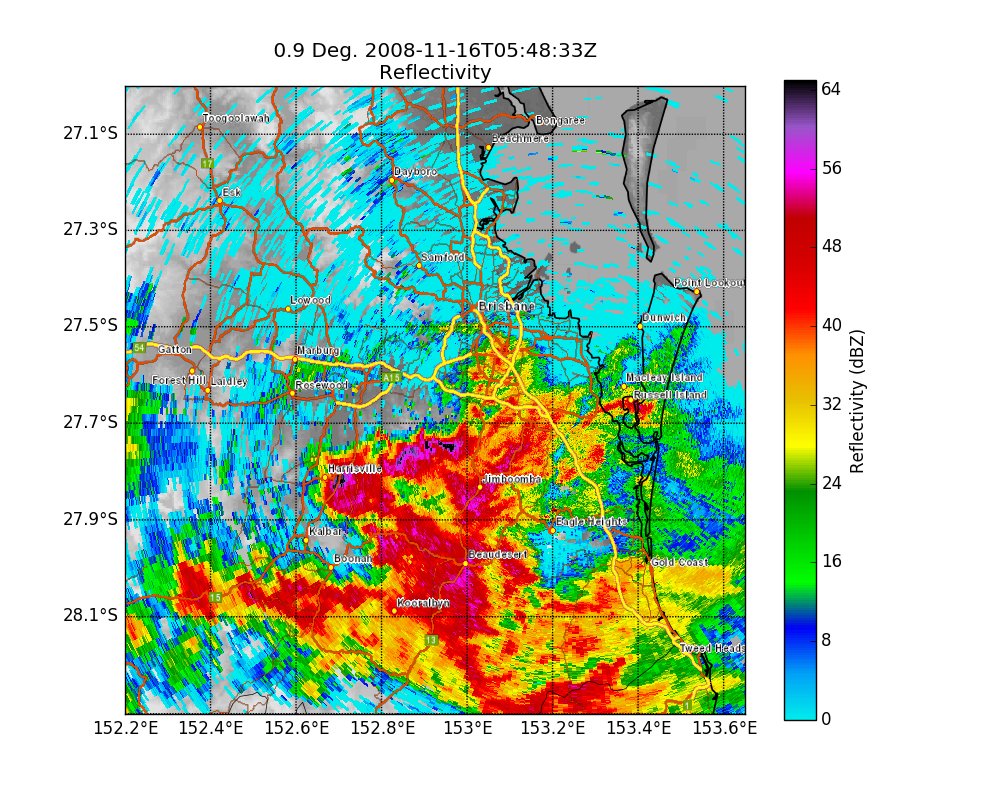 0.9 Deg. 2008-11-16T05:48:33Z
Reflectivity
64
56
48
40
32
24
16
8
0
Reflectivity (dBZ)
27.1°S
27.3°S
27.5°S
27.7°S
27.9°S
28.1°S
152.2°E 152.4°E 152.6°E 152.8°E 153°E 153.2°E 153.4°E 153.6°E
Toogoolawah
Bongaree
Beachmere
17
Dayboro
Esk
Samford
Point Lookou
Lowood
Brisbane
Dunwich
54
Gatton
Marburg
Forest Hill
Laidley
Rosewood
Macleay Island
Russell Island
Harrisville
Jimboomba
Eagle Heights
Kalbar
Boonah
Beaudesert
Gold Coast
15
Kooralbyn
13
Tweed Heads
1